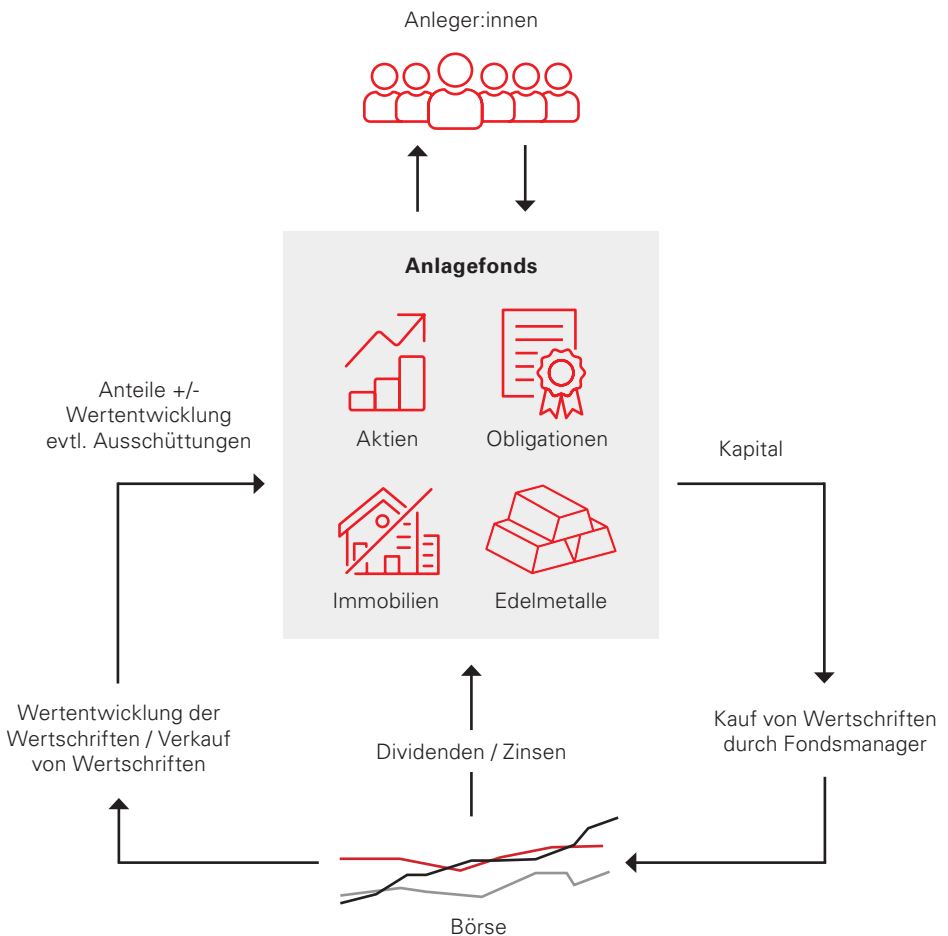 Anleger:innen
Anlagefonds
Aktien
Obligationen
Immobilien
Edelmetalle
Anteile +/-
Wertentwicklung
evtl. Ausschüttungen
Kapital
Wertentwicklung der
Wertschriften / Verkauf
von Wertschriften
Dividenden / Zinsen
Kauf von Wertschriften
durch Fondsmanager
Börse